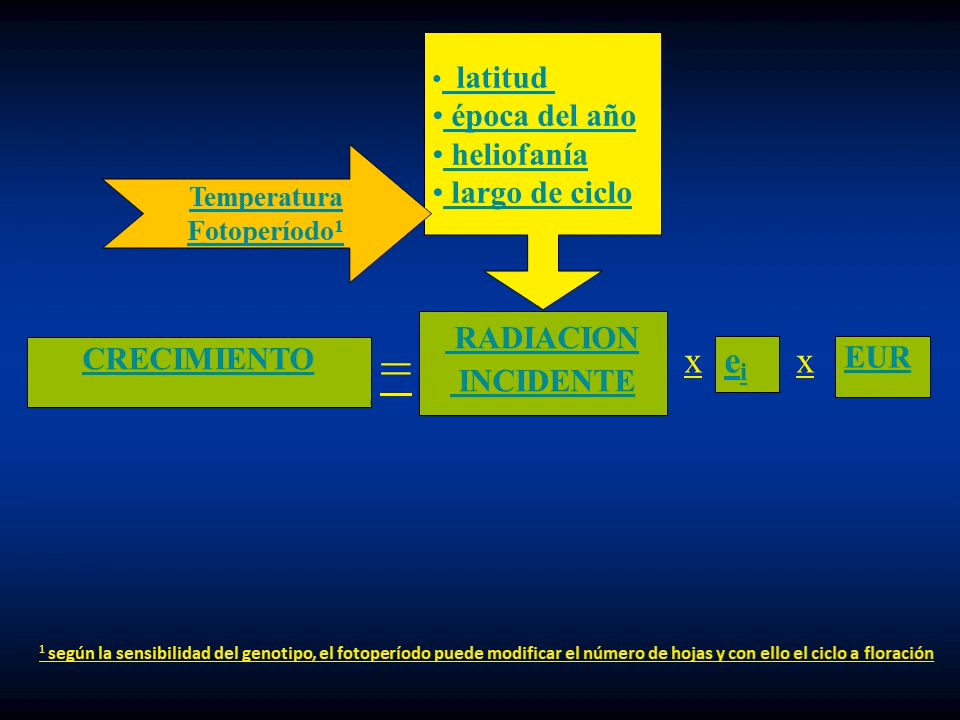 • latitud
• época del año
• heliofanía
• largo de ciclo
Temperatura
Fotoperíodo¹
CRECIMIENTO
=
RADIACION
INCIDENTE
x
eᵢ
x
EUR
¹ según la sensibilidad del genotipo, el fotoperíodo puede modificar el número de hojas y con ello el ciclo a floración